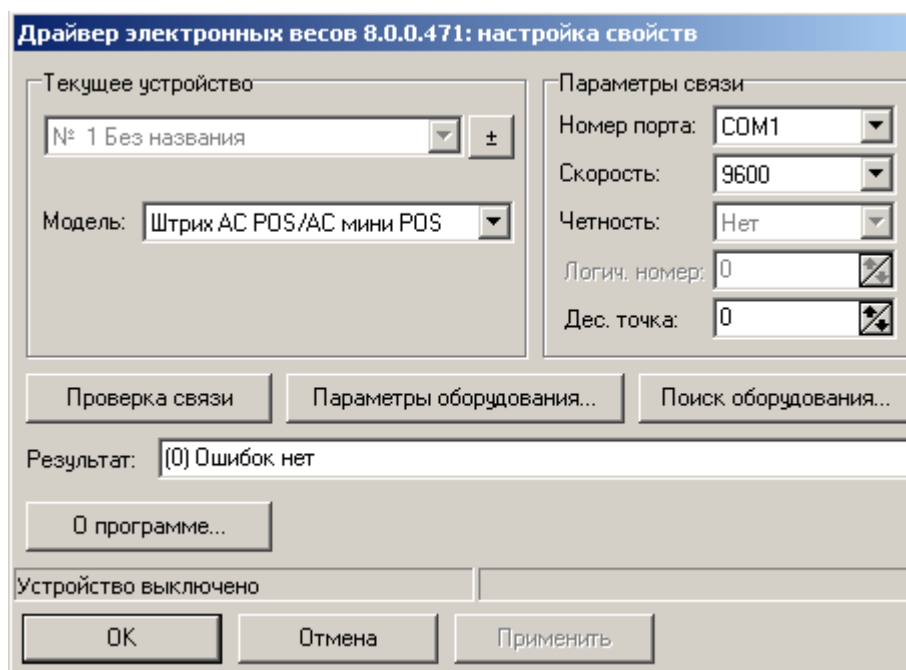 Драйвер электронных весов 8.0.0.471: настройка свойств
Текущее устройство
№ 1 Без названия
±
Модель: Штрих АС POS/АС мини POS
Параметры связи
Номер порта: COM1
Скорость: 9600
Четность: Нет
Логич. номер: 0
Дес. точка: 0
Проверка связи
Параметры оборудования...
Поиск оборудования...
Результат: (0) Ошибок нет
О программе...
Устройство выключено
OK
Отмена
Применить